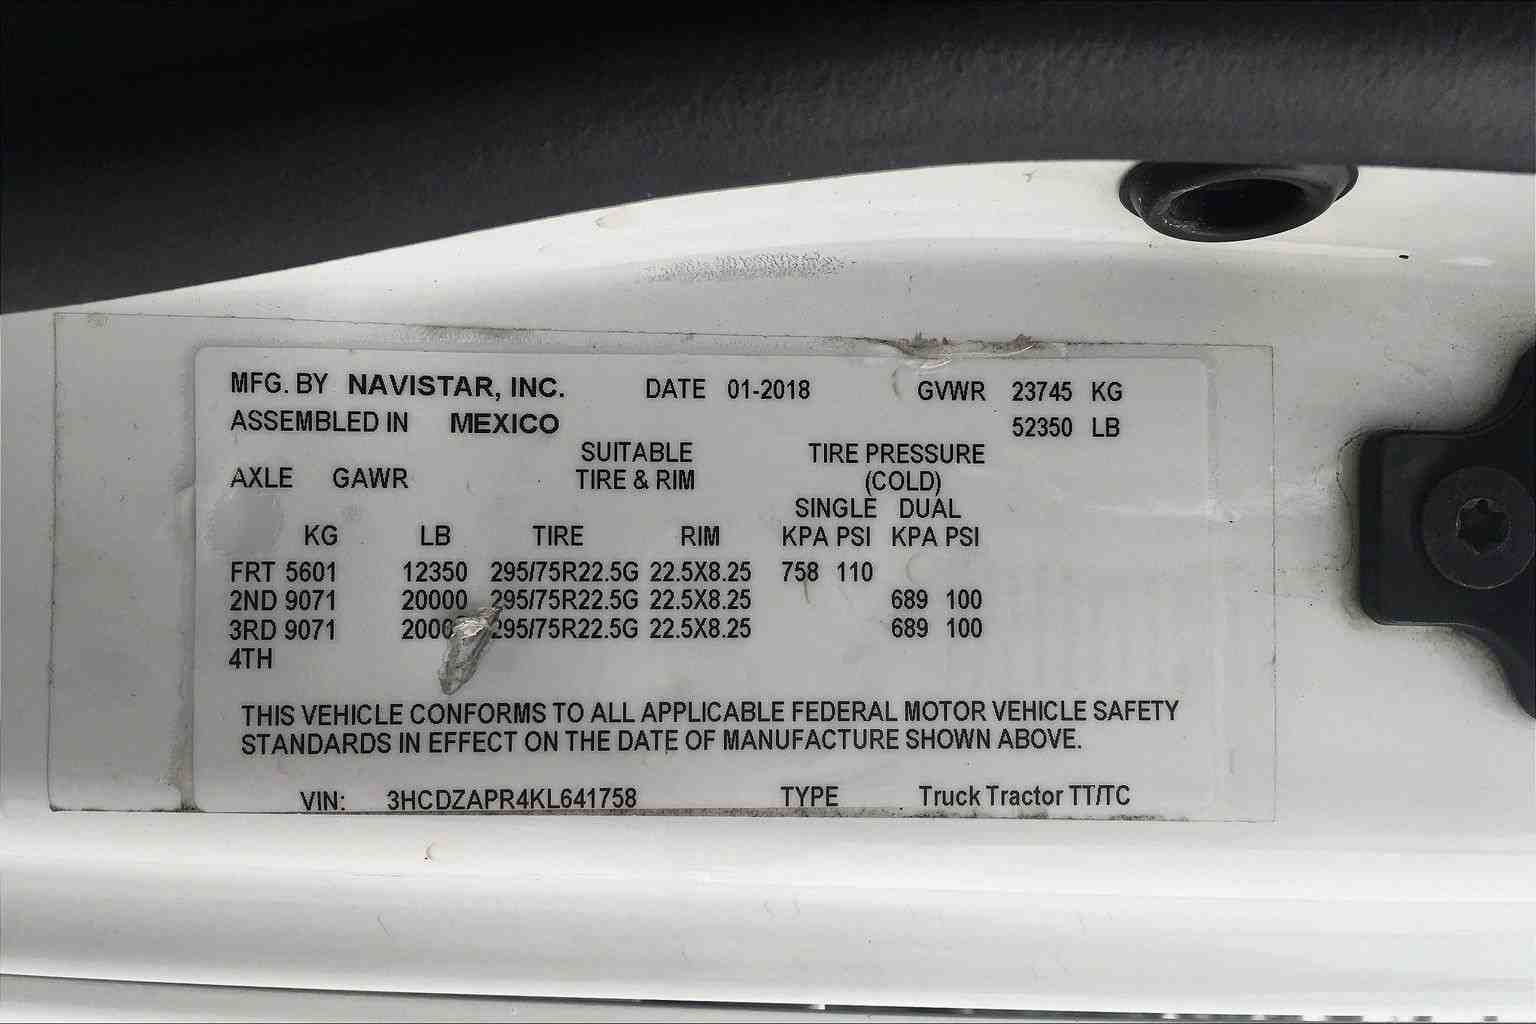 MFG. BY NAVISTAR, INC. DATE 01-2018 GVWR 23745 KG
ASSEMBLED IN MEXICO 52350 LB
SUITABLE TIRE PRESSURE
AXLE GAWR TIRE & RIM (COLD)
SINGLE DUAL
KG LB TIRE RIM KPA PSI KPA PSI
FRT 5601 12350 295/75R22.5G 22.5X8.25 758 110
2ND 9071 20000 295/75R22.5G 22.5X8.25 689 100
3RD 9071 295/75R22.5G 22.5X8.25 689 100
4TH
THIS VEHICLE CONFORMS TO ALL APPLICABLE FEDERAL MOTOR VEHICLE SAFETY
STANDARDS IN EFFECT ON THE DATE OF MANUFACTURE SHOWN ABOVE.
VIN: 3HCDZAPR4KL641758 TYPE Truck Tractor TT/TC